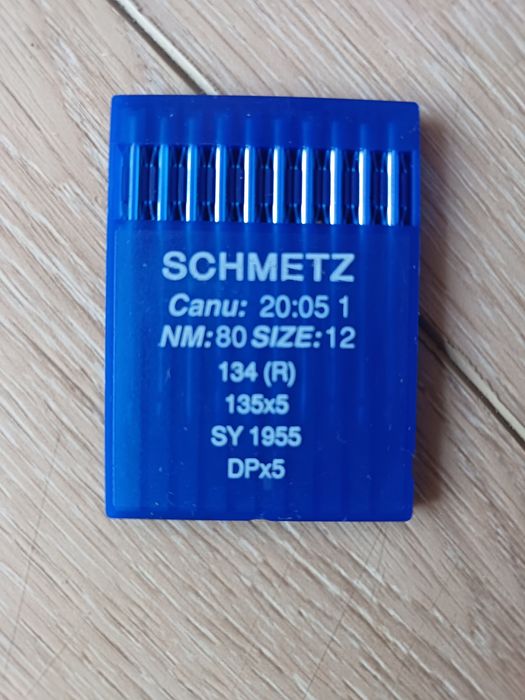 SCHMETZ
Canu: 20:05 1
NM:80 SIZE:12
134 (R)
135x5
SY 1955
DPx5